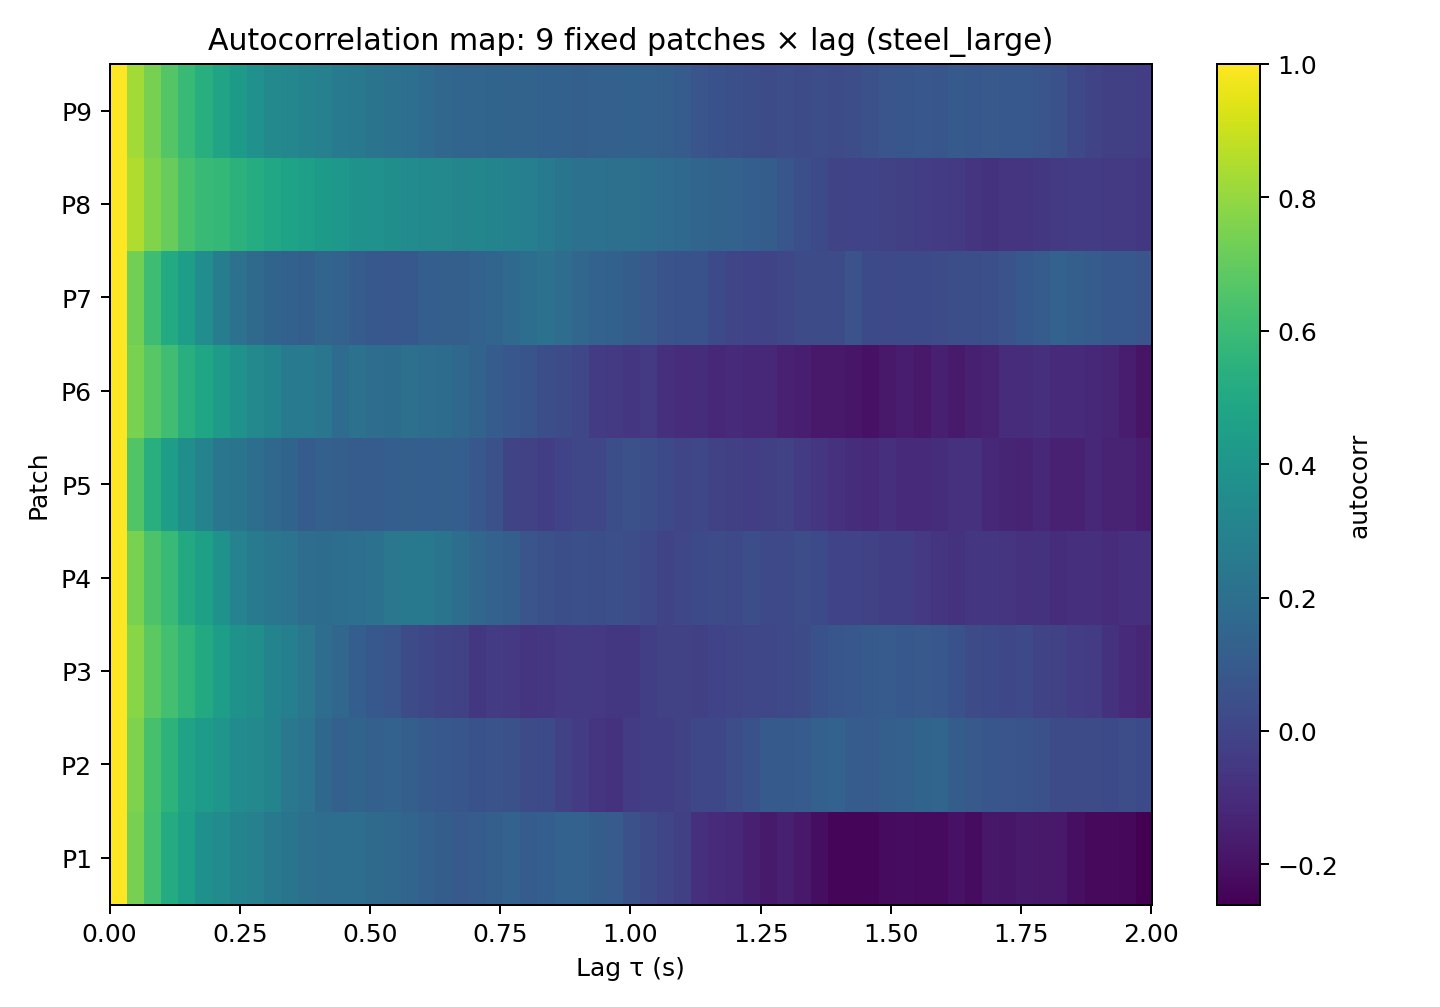 Autocorrelation map: 9 fixed patches × lag (steel_large)
P9
P8
P7
P6
P5
P4
P3
P2
P1
Patch
0.00 0.25 0.50 0.75 1.00 1.25 1.50 1.75 2.00
Lag τ (s)
1.0
0.8
0.6
0.4
0.2
0.0
−0.2
autocorr